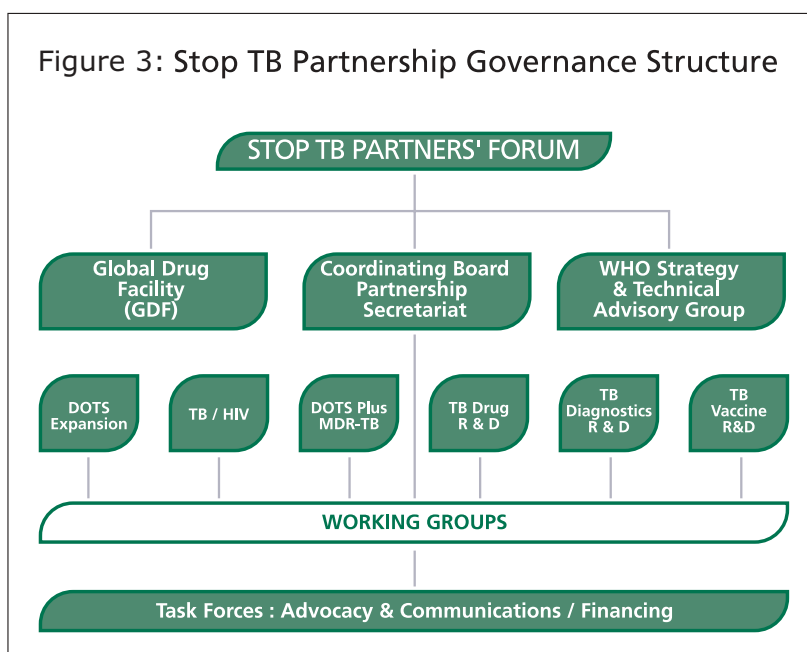 Figure 3: Stop TB Partnership Governance Structure
STOP TB PARTNERS' FORUM
Global Drug
Facility
(GDF)
Coordinating Board
Partnership
Secretariat
WHO Strategy
& Technical
Advisory Group
DOTS
Expansion
TB / HIV
DOTS Plus
MDR-TB
TB Drug
R & D
TB
Diagnostics
R & D
TB
Vaccine
R&D
WORKING GROUPS
Task Forces : Advocacy & Communications / Financing